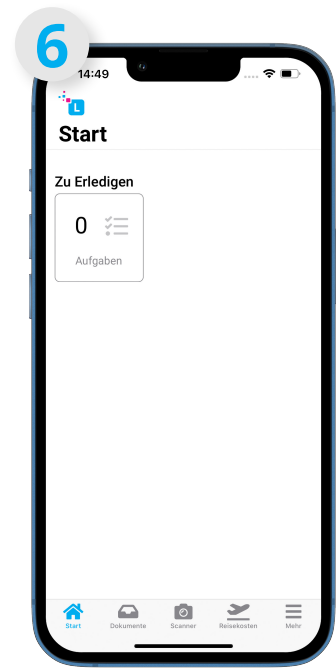 6
14:49
L
Start
Zu Erledigen
0
Aufgaben
Start Dokumente Scanner Reisekosten Mehr